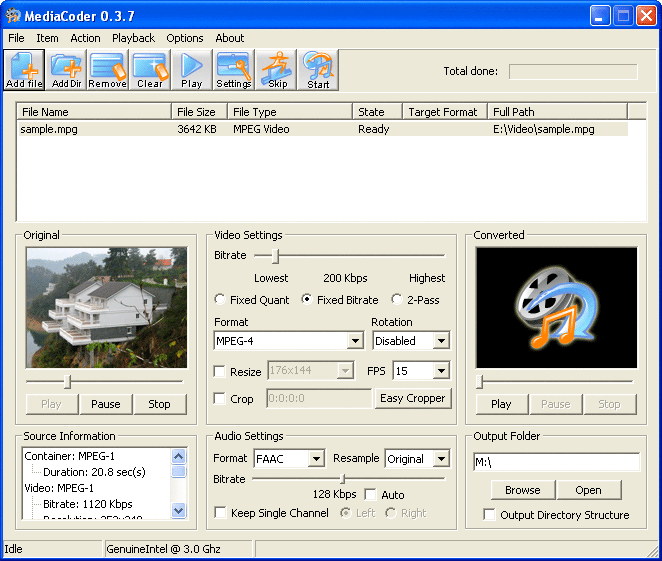 MediaCoder 0.3.7
File Item Action Playback Options About
Add file Add Dir Remove Clear Play Settings Skip Start Total done:
File Name File Size File Type State Target Format Full Path
sample.mpg 3642 KB MPEG Video Ready E:\Video\sample.mpg
Original
Play Pause Stop
Video Settings
Bitrate
Lowest 200 Kbps Highest
Fixed Quant Fixed Bitrate 2-Pass
Format Rotation
MPEG-4 Disabled
Resize 176x144 FPS 15
Crop 0:0:0:0 Easy Cropper
Converted
Play Pause Stop
Source Information
Container: MPEG-1
Duration: 20.8 sec(s)
Video: MPEG-1
Bitrate: 1120 Kbps
Audio Settings
Format FAAC Resample Original
Bitrate
128 Kbps Auto
Keep Single Channel Left Right
Output Folder
M:\
Browse Open
Output Directory Structure
Idle GenuineIntel @ 3.0 Ghz